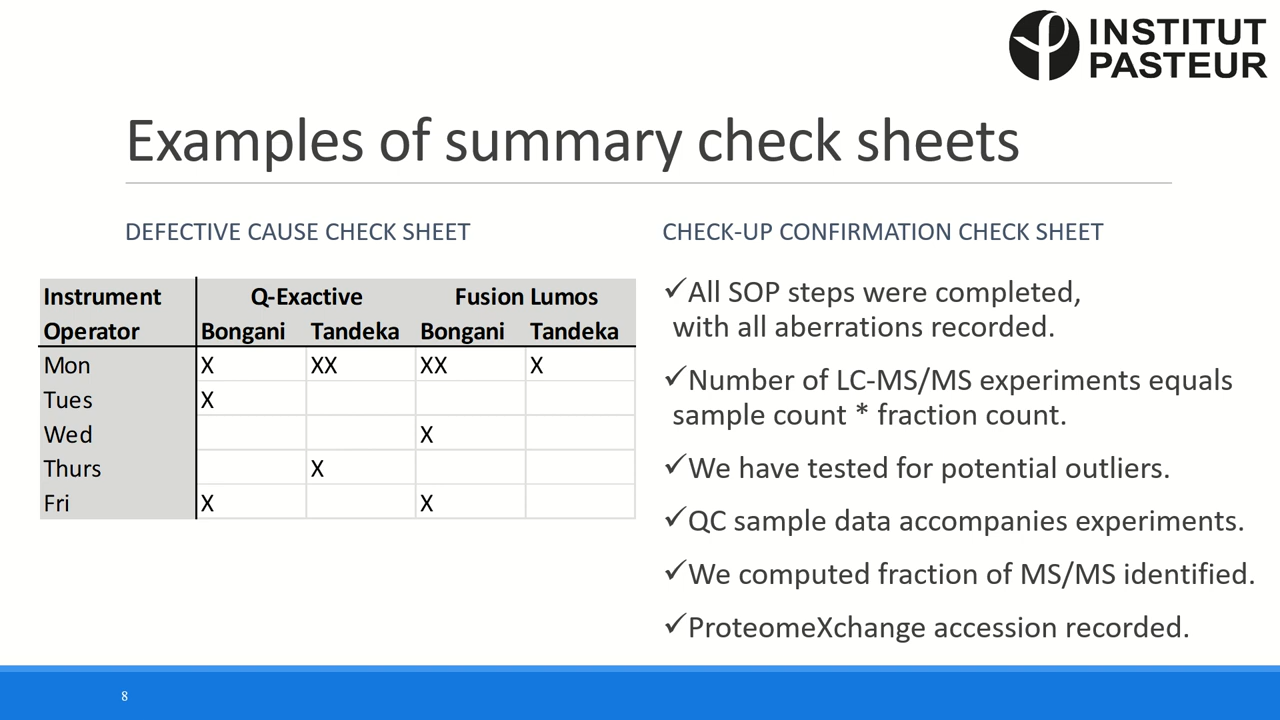 INSTITUT
PASTEUR
Examples of summary check sheets
DEFECTIVE CAUSE CHECK SHEET
Instrument Q-Exactive Fusion Lumos
Operator Bongani Tandeka Bongani Tandeka
Mon X XX XX X
Tues X
Wed X
Thurs X
Fri X X
CHECK-UP CONFIRMATION CHECK SHEET
✓All SOP steps were completed,
with all aberrations recorded.
✓Number of LC-MS/MS experiments equals
sample count * fraction count.
✓We have tested for potential outliers.
✓QC sample data accompanies experiments.
✓We computed fraction of MS/MS identified.
✓ProteomeXchange accession recorded.
8